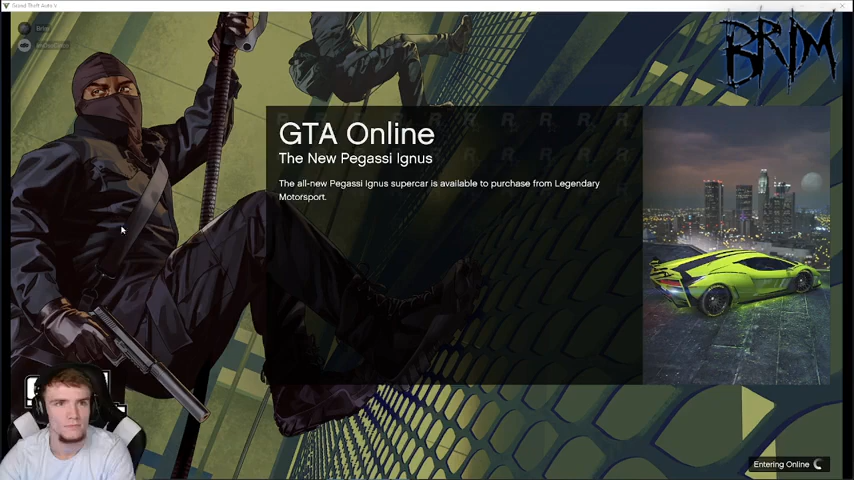 Grand Theft Auto V
Brim
BRIM
GTA Online
The New Pegassi Ignus
The all-new Pegassi Ignus supercar is available to purchase from Legendary
Motorsport.
Entering Online